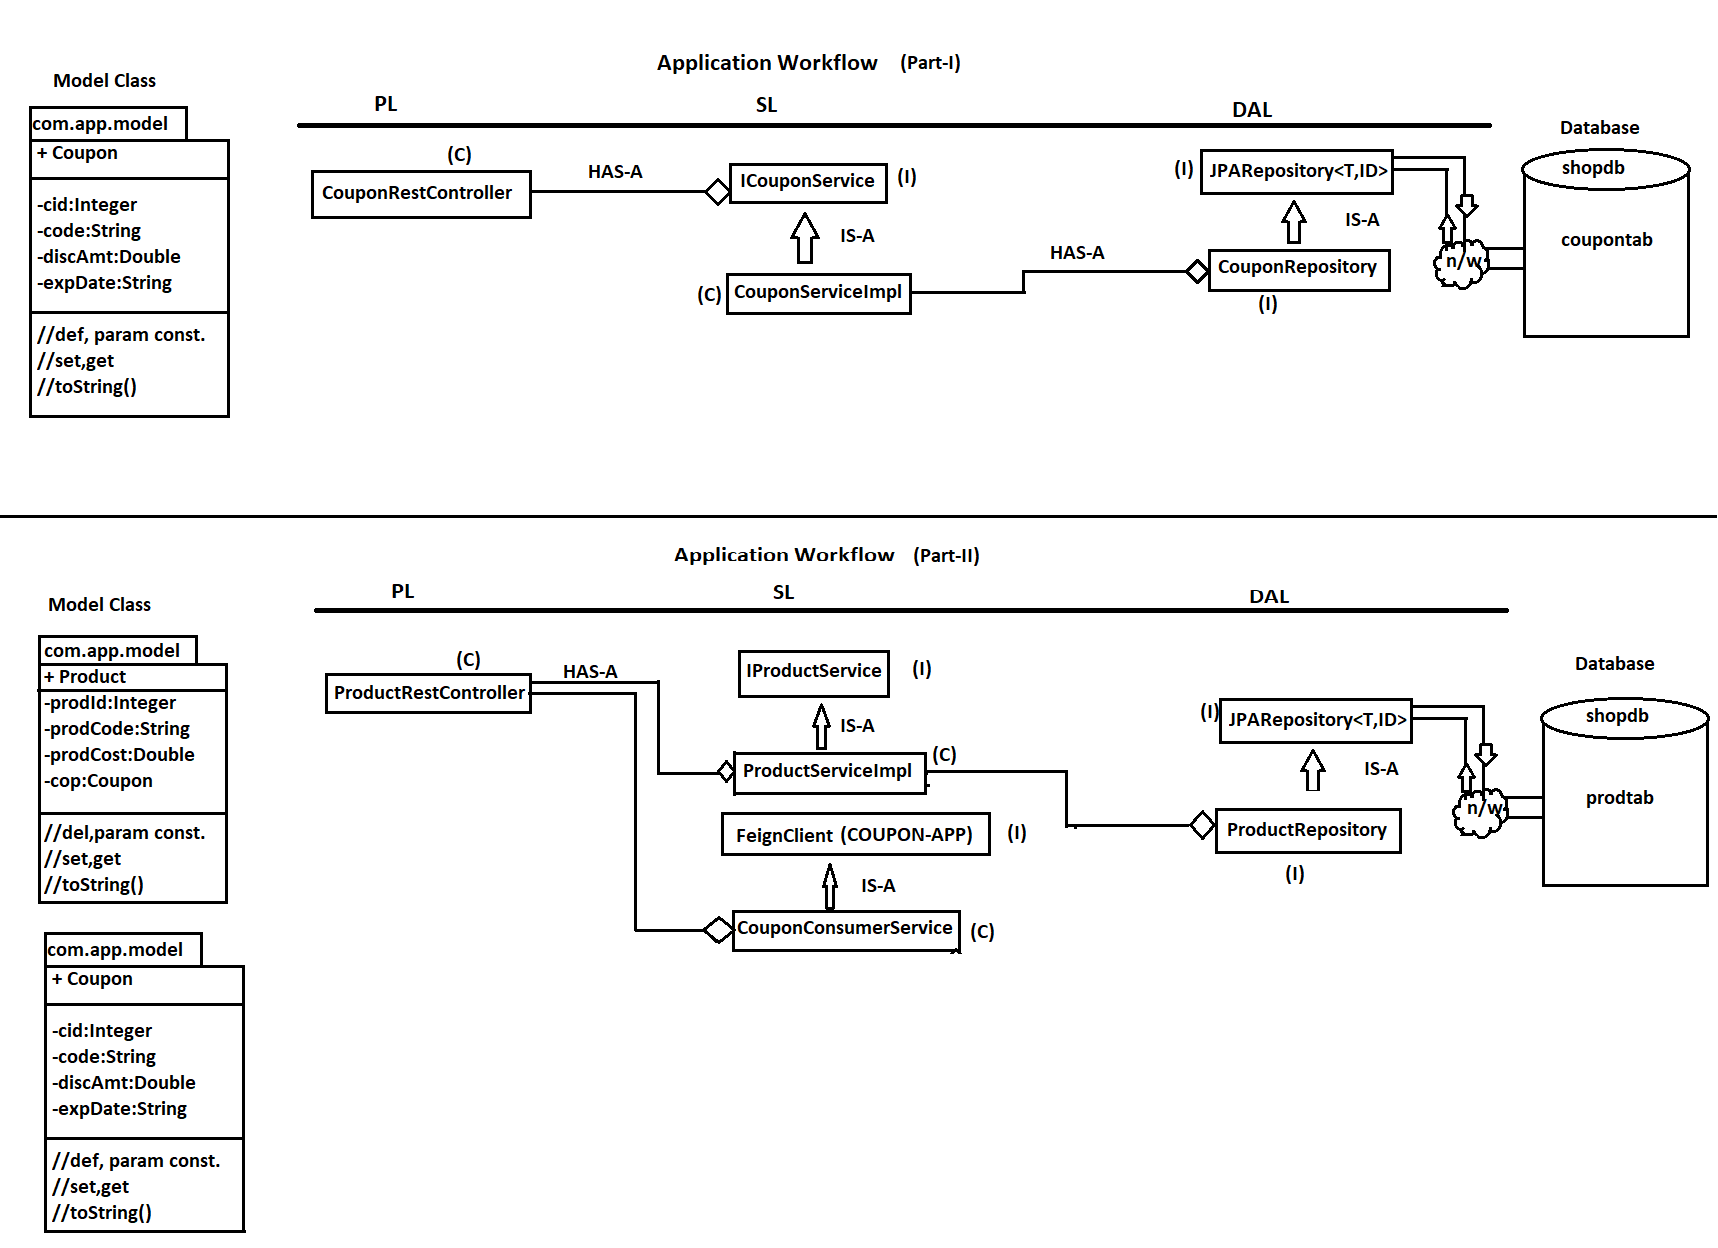 Application Workflow (Part-I)
Model Class
PL
SL
DAL
com.app.model
+ Coupon
-cid:Integer
-code:String
-discAmt:Double
-expDate:String
//def, param const.
//set,get
//toString()
(C)
CouponRestController
HAS-A
ICouponService
(I)
IS-A
(C)
CouponServiceImpl
HAS-A
(I)
JPARepository<T,ID>
IS-A
CouponRepository
(I)
n/w
Database
shopdb
coupontab
Application Workflow (Part-II)
Model Class
PL
SL
DAL
com.app.model
+ Product
-prodId:Integer
-prodCode:String
-prodCost:Double
-cop:Coupon
//del,param const.
//set,get
//toString()
com.app.model
+ Coupon
-cid:Integer
-code:String
-discAmt:Double
-expDate:String
//def, param const.
//set,get
//toString()
(C)
ProductRestController
HAS-A
IProductService
(I)
IS-A
(C)
ProductServiceImpl
FeignClient (COUPON-APP)
(I)
IS-A
CouponConsumerService
(C)
(I)
JPARepository<T,ID>
IS-A
ProductRepository
(I)
n/w
Database
shopdb
prodtab